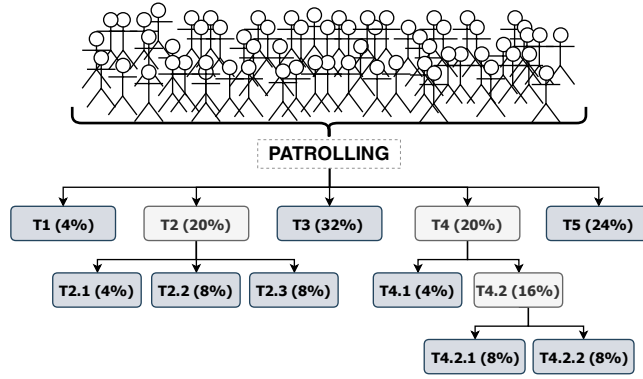 PATROLLING
T1 (4%) T2 (20%) T3 (32%) T4 (20%) T5 (24%)
T2.1 (4%) T2.2 (8%) T2.3 (8%) T4.1 (4%) T4.2 (16%)
T4.2.1 (8%) T4.2.2 (8%)